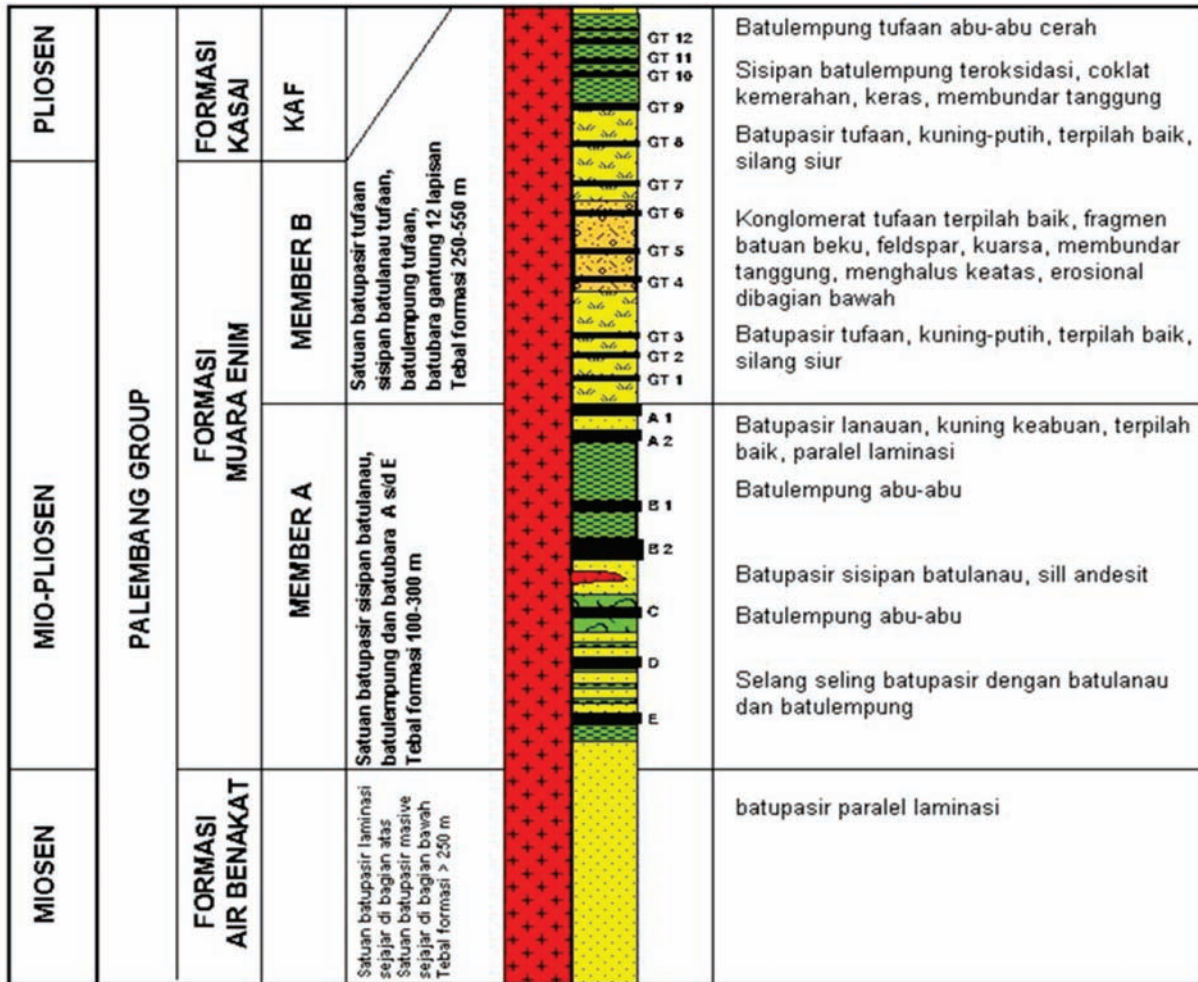 PLIOSEN
MIO-PLIOSEN
MIOSEN
PALEMBANG GROUP
FORMASI
KASAI
FORMASI
MUARA ENIM
FORMASI
AIR BENAKAT
KAF
MEMBER B
MEMBER A
Satuan batupasir tufaan
sisipan batulanau tufaan,
batulempung tufaan,
batubara gantung 12 lapisan
Tebal formasi 250-550 m
Satuan batupasir sisipan batulanau,
batulempung dan batubara A s/d E
Tebal formasi 100-300 m
Satuan batupasir laminasi
sejajar di bagian atas
Satuan batupasir masive
sejajar di bagian bawah
Tebal formasi > 250 m
GT 12
GT 11
GT 10
GT 9
GT 8
GT 7
GT 6
GT 5
GT 4
GT 3
GT 2
GT 1
A 1
A 2
B 1
B 2
C
D
E
Batulempung tufaan abu-abu cerah
Sisipan batulempung teroksidasi, coklat
kemerahan, keras, membundar tanggung
Batupasir tufaan, kuning-putih, terpilah baik,
silang siur
Konglomerat tufaan terpilah baik, fragmen
batuan beku, feldspar, kuarsa, membundar
tanggung, menghalus keatas, erosional
dibagian bawah
Batupasir tufaan, kuning-putih, terpilah baik,
silang siur
Batupasir lanauan, kuning keabuan, terpilah
baik, paralel laminasi
Batulempung abu-abu
Batupasir sisipan batulanau, sill andesit
Batulempung abu-abu
Selang seling batupasir dengan batulanau
dan batulempung
batupasir paralel laminasi